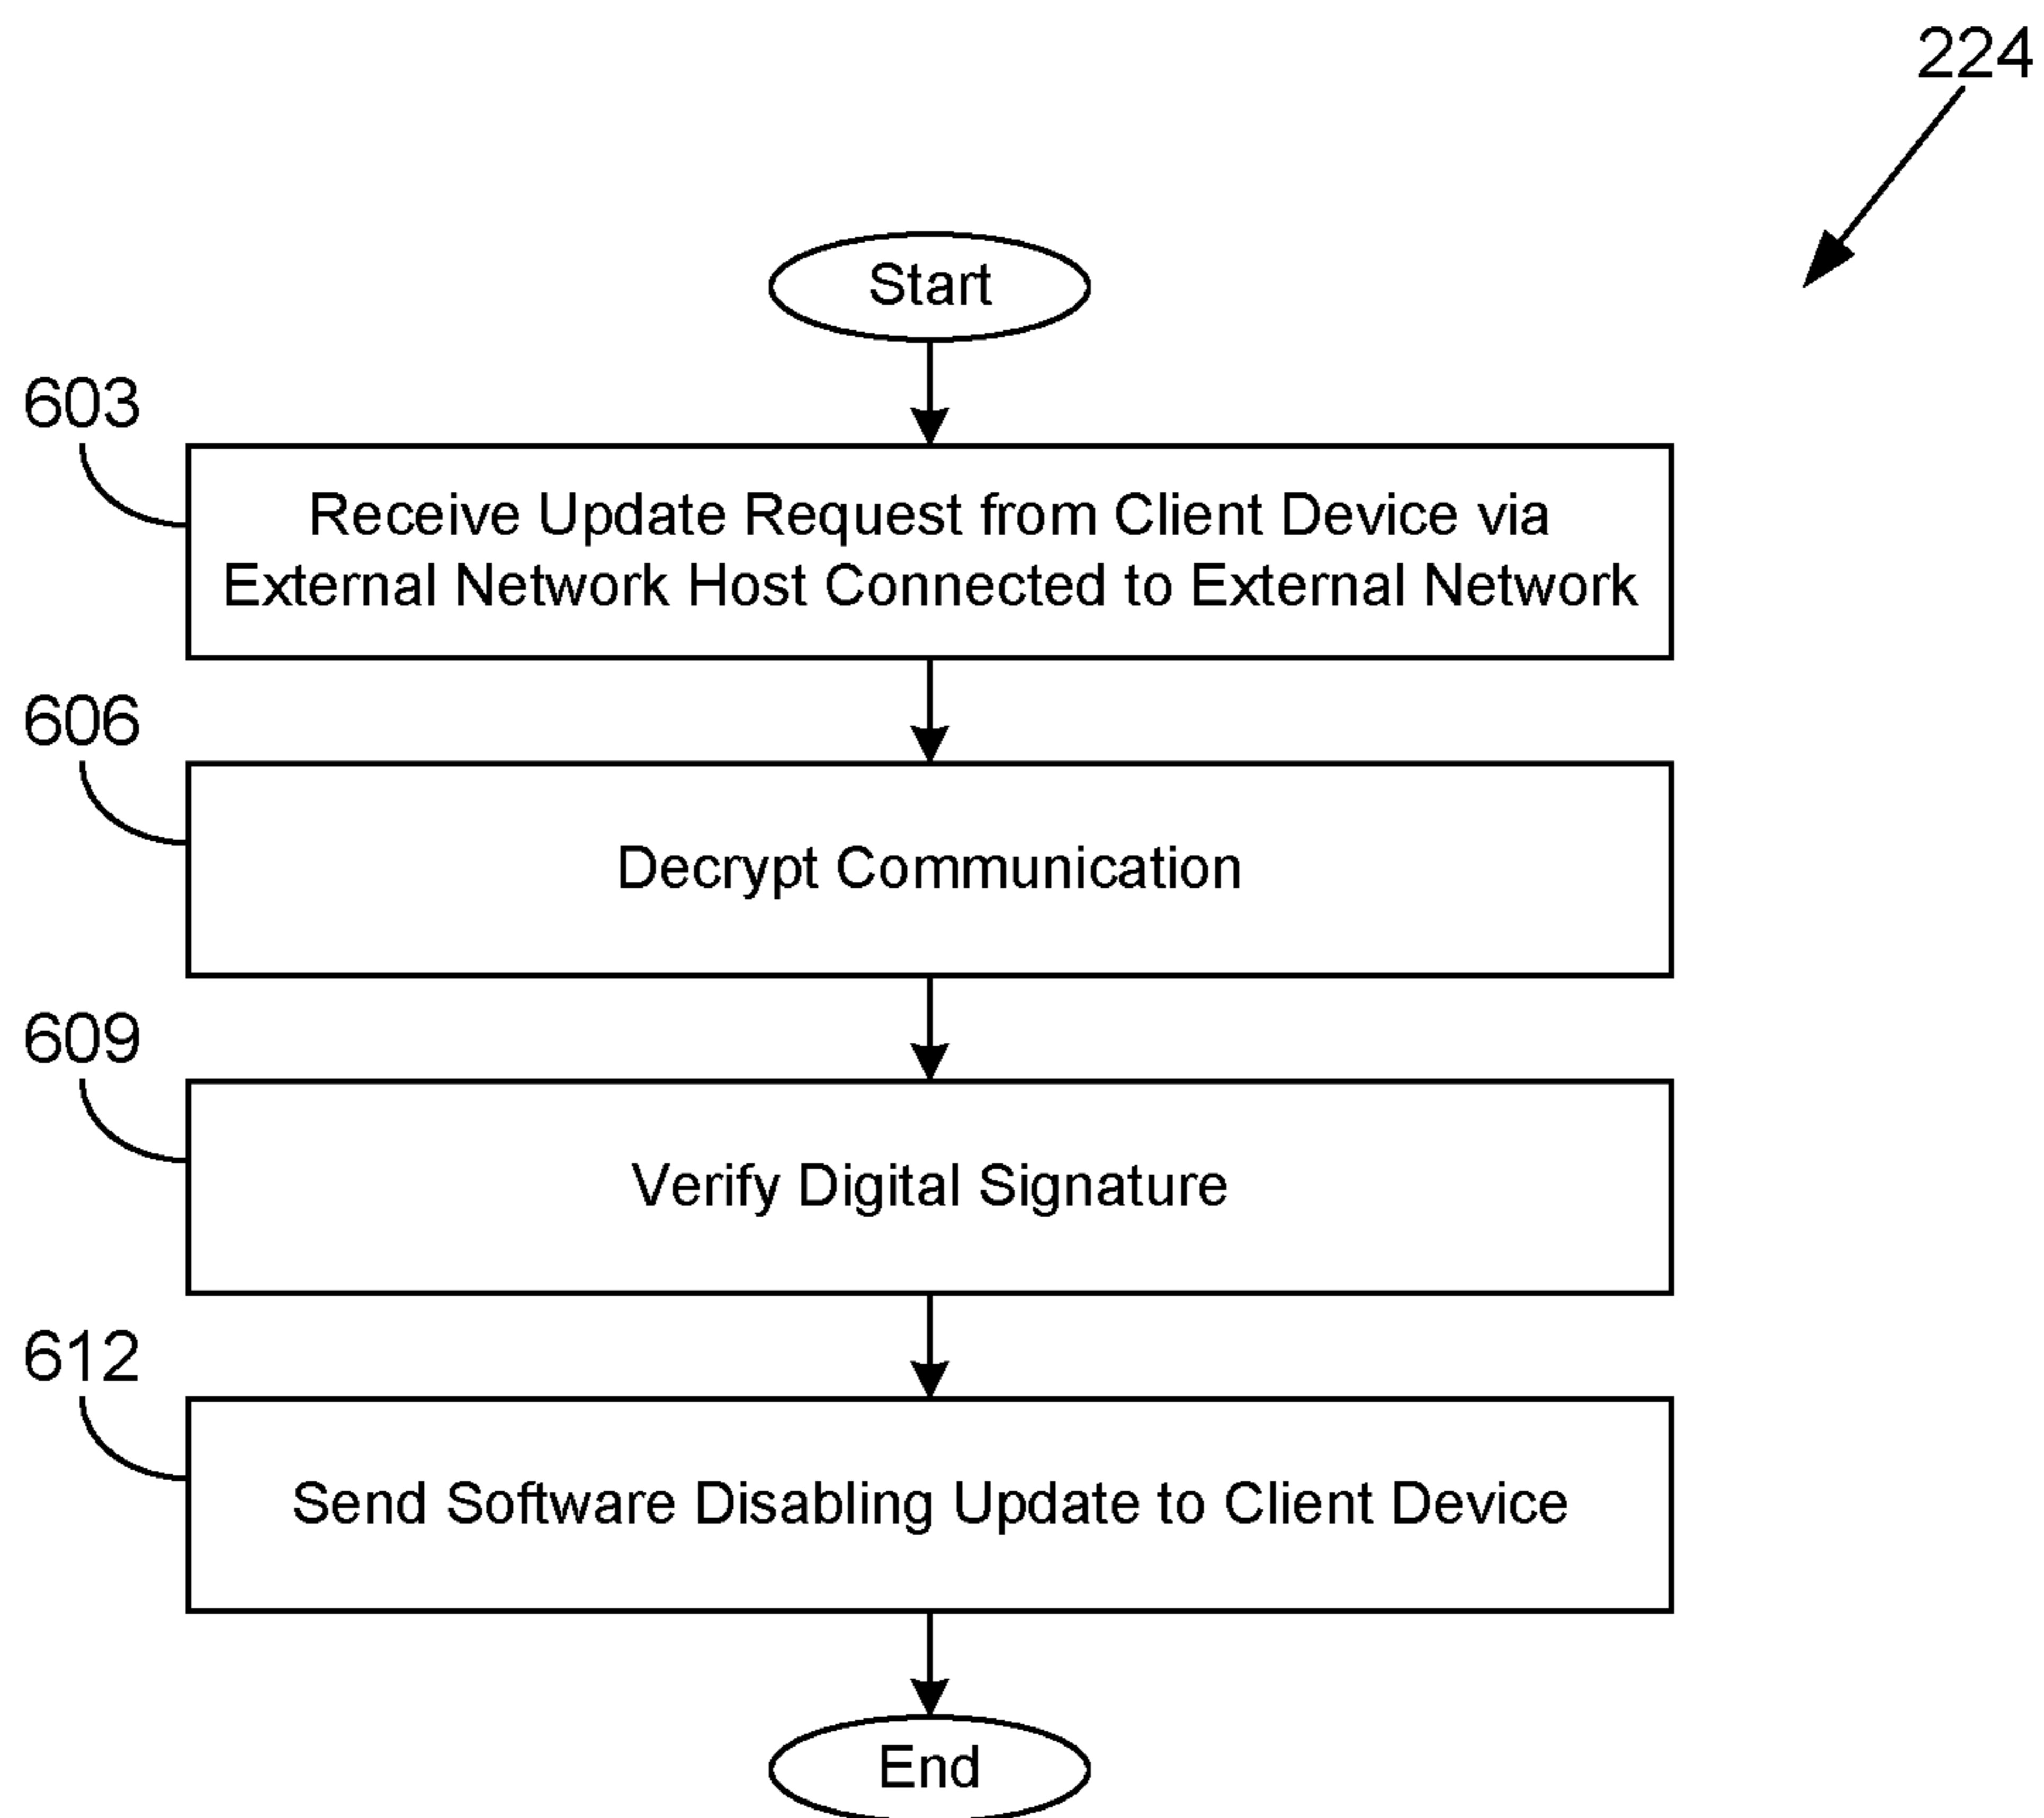 224
Start
603
Receive Update Request from Client Device via
External Network Host Connected to External Network
606
Decrypt Communication
609
Verify Digital Signature
612
Send Software Disabling Update to Client Device
End